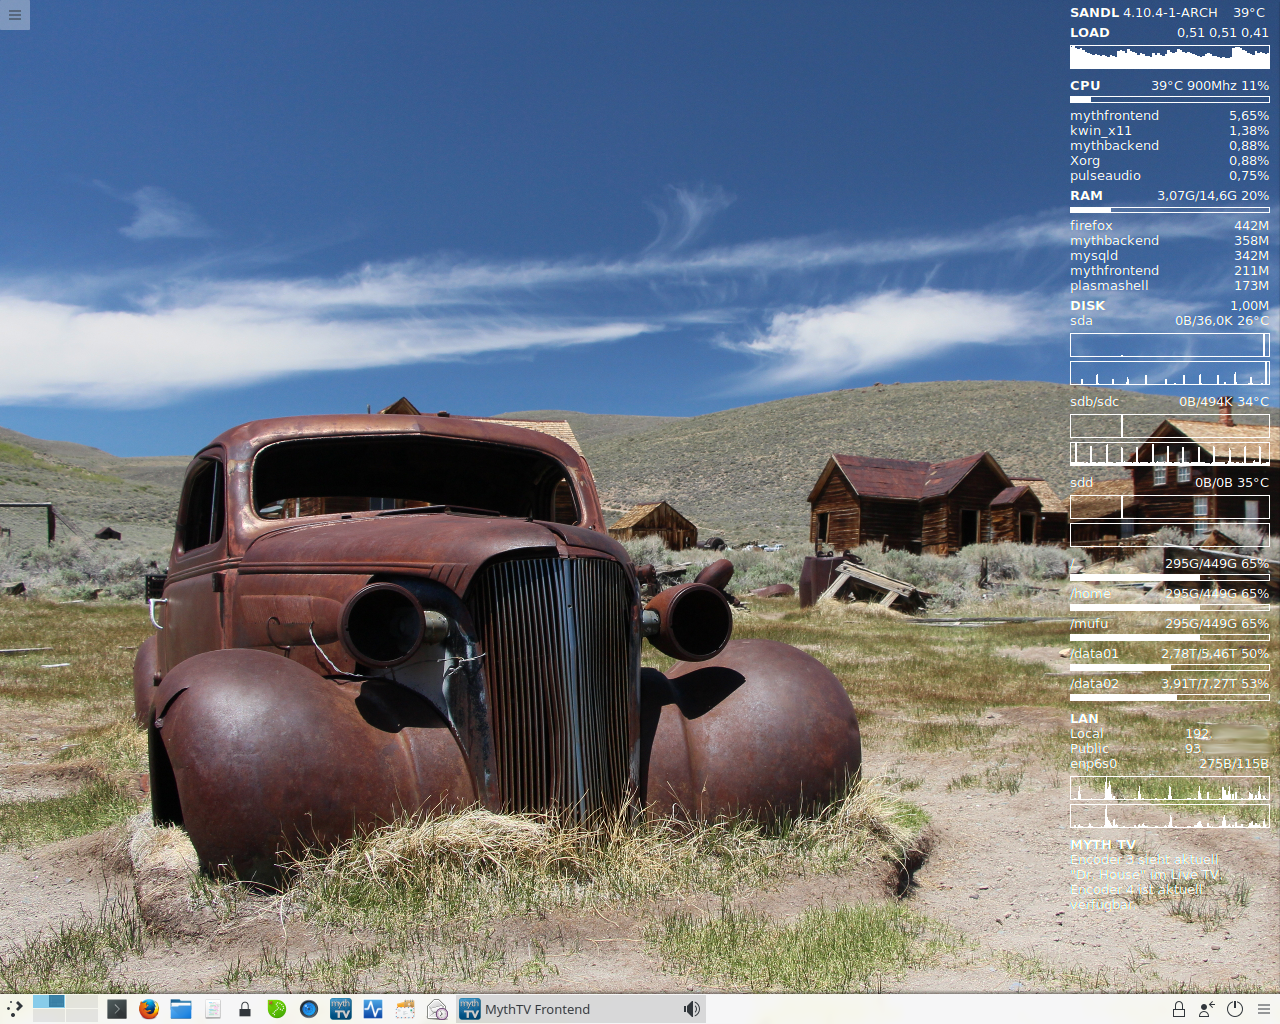 SANDL 4.10.4-1-ARCH 39°C
LOAD 0,51 0,51 0,41
CPU 39°C 900Mhz 11%
mythfrontend 5,65%
kwin_x11 1,38%
mythbackend 0,88%
Xorg 0,88%
pulseaudio 0,75%
RAM 3,07G/14,6G 20%
firefox 442M
mythbackend 358M
mysqld 342M
mythfrontend 211M
plasmashell 173M
DISK 1,00M
sda 0B/36,0K 26°C
sdb/sdc 0B/494K 34°C
sdd 0B/0B 35°C
/ 295G/449G 65%
/home 295G/449G 65%
/mufu 295G/449G 65%
/data01 2,78T/5,46T 50%
/data02 3,91T/7,27T 53%
LAN
Local 192
Public 93
enp6s0 275B/115B
MYTH TV
Encoder 3 sieht aktuell
"Dr. House" im Live TV.
Encoder 4 ist aktuell
verfügbar
myth TV
myth TV MythTV Frontend